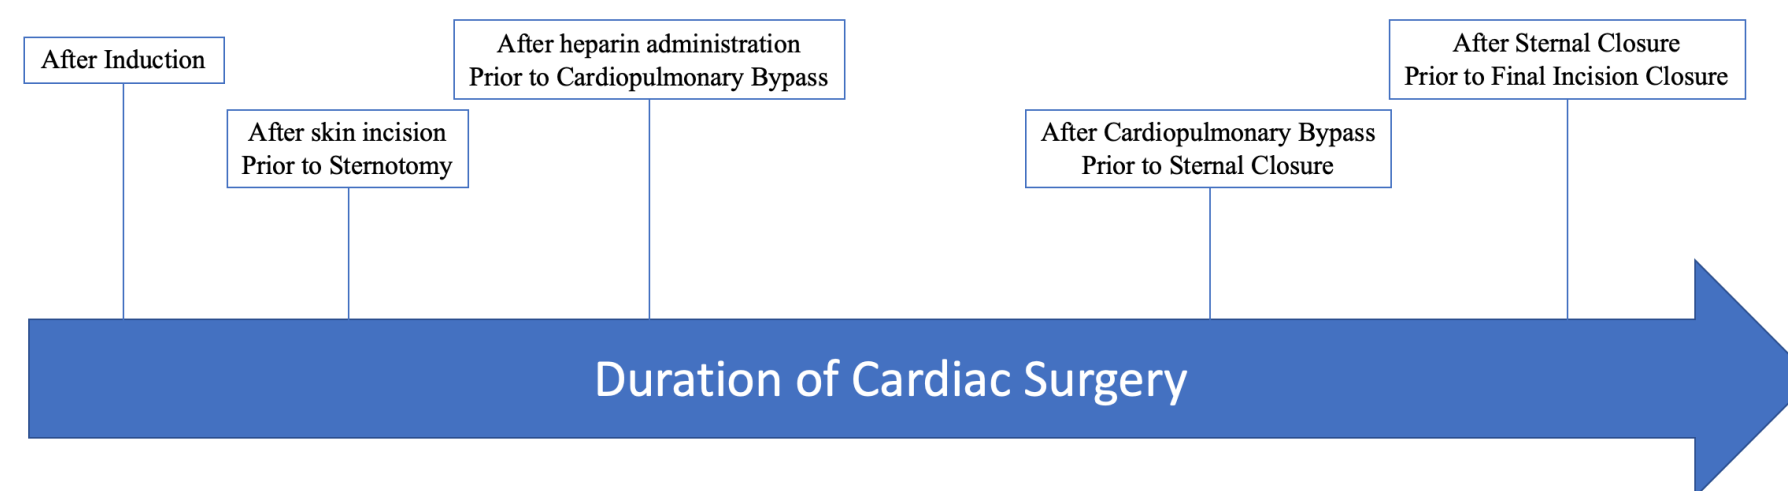 After Induction
After skin incision
Prior to Sternotomy
After heparin administration
Prior to Cardiopulmonary Bypass
After Cardiopulmonary Bypass
Prior to Sternal Closure
After Sternal Closure
Prior to Final Incision Closure
Duration of Cardiac Surgery